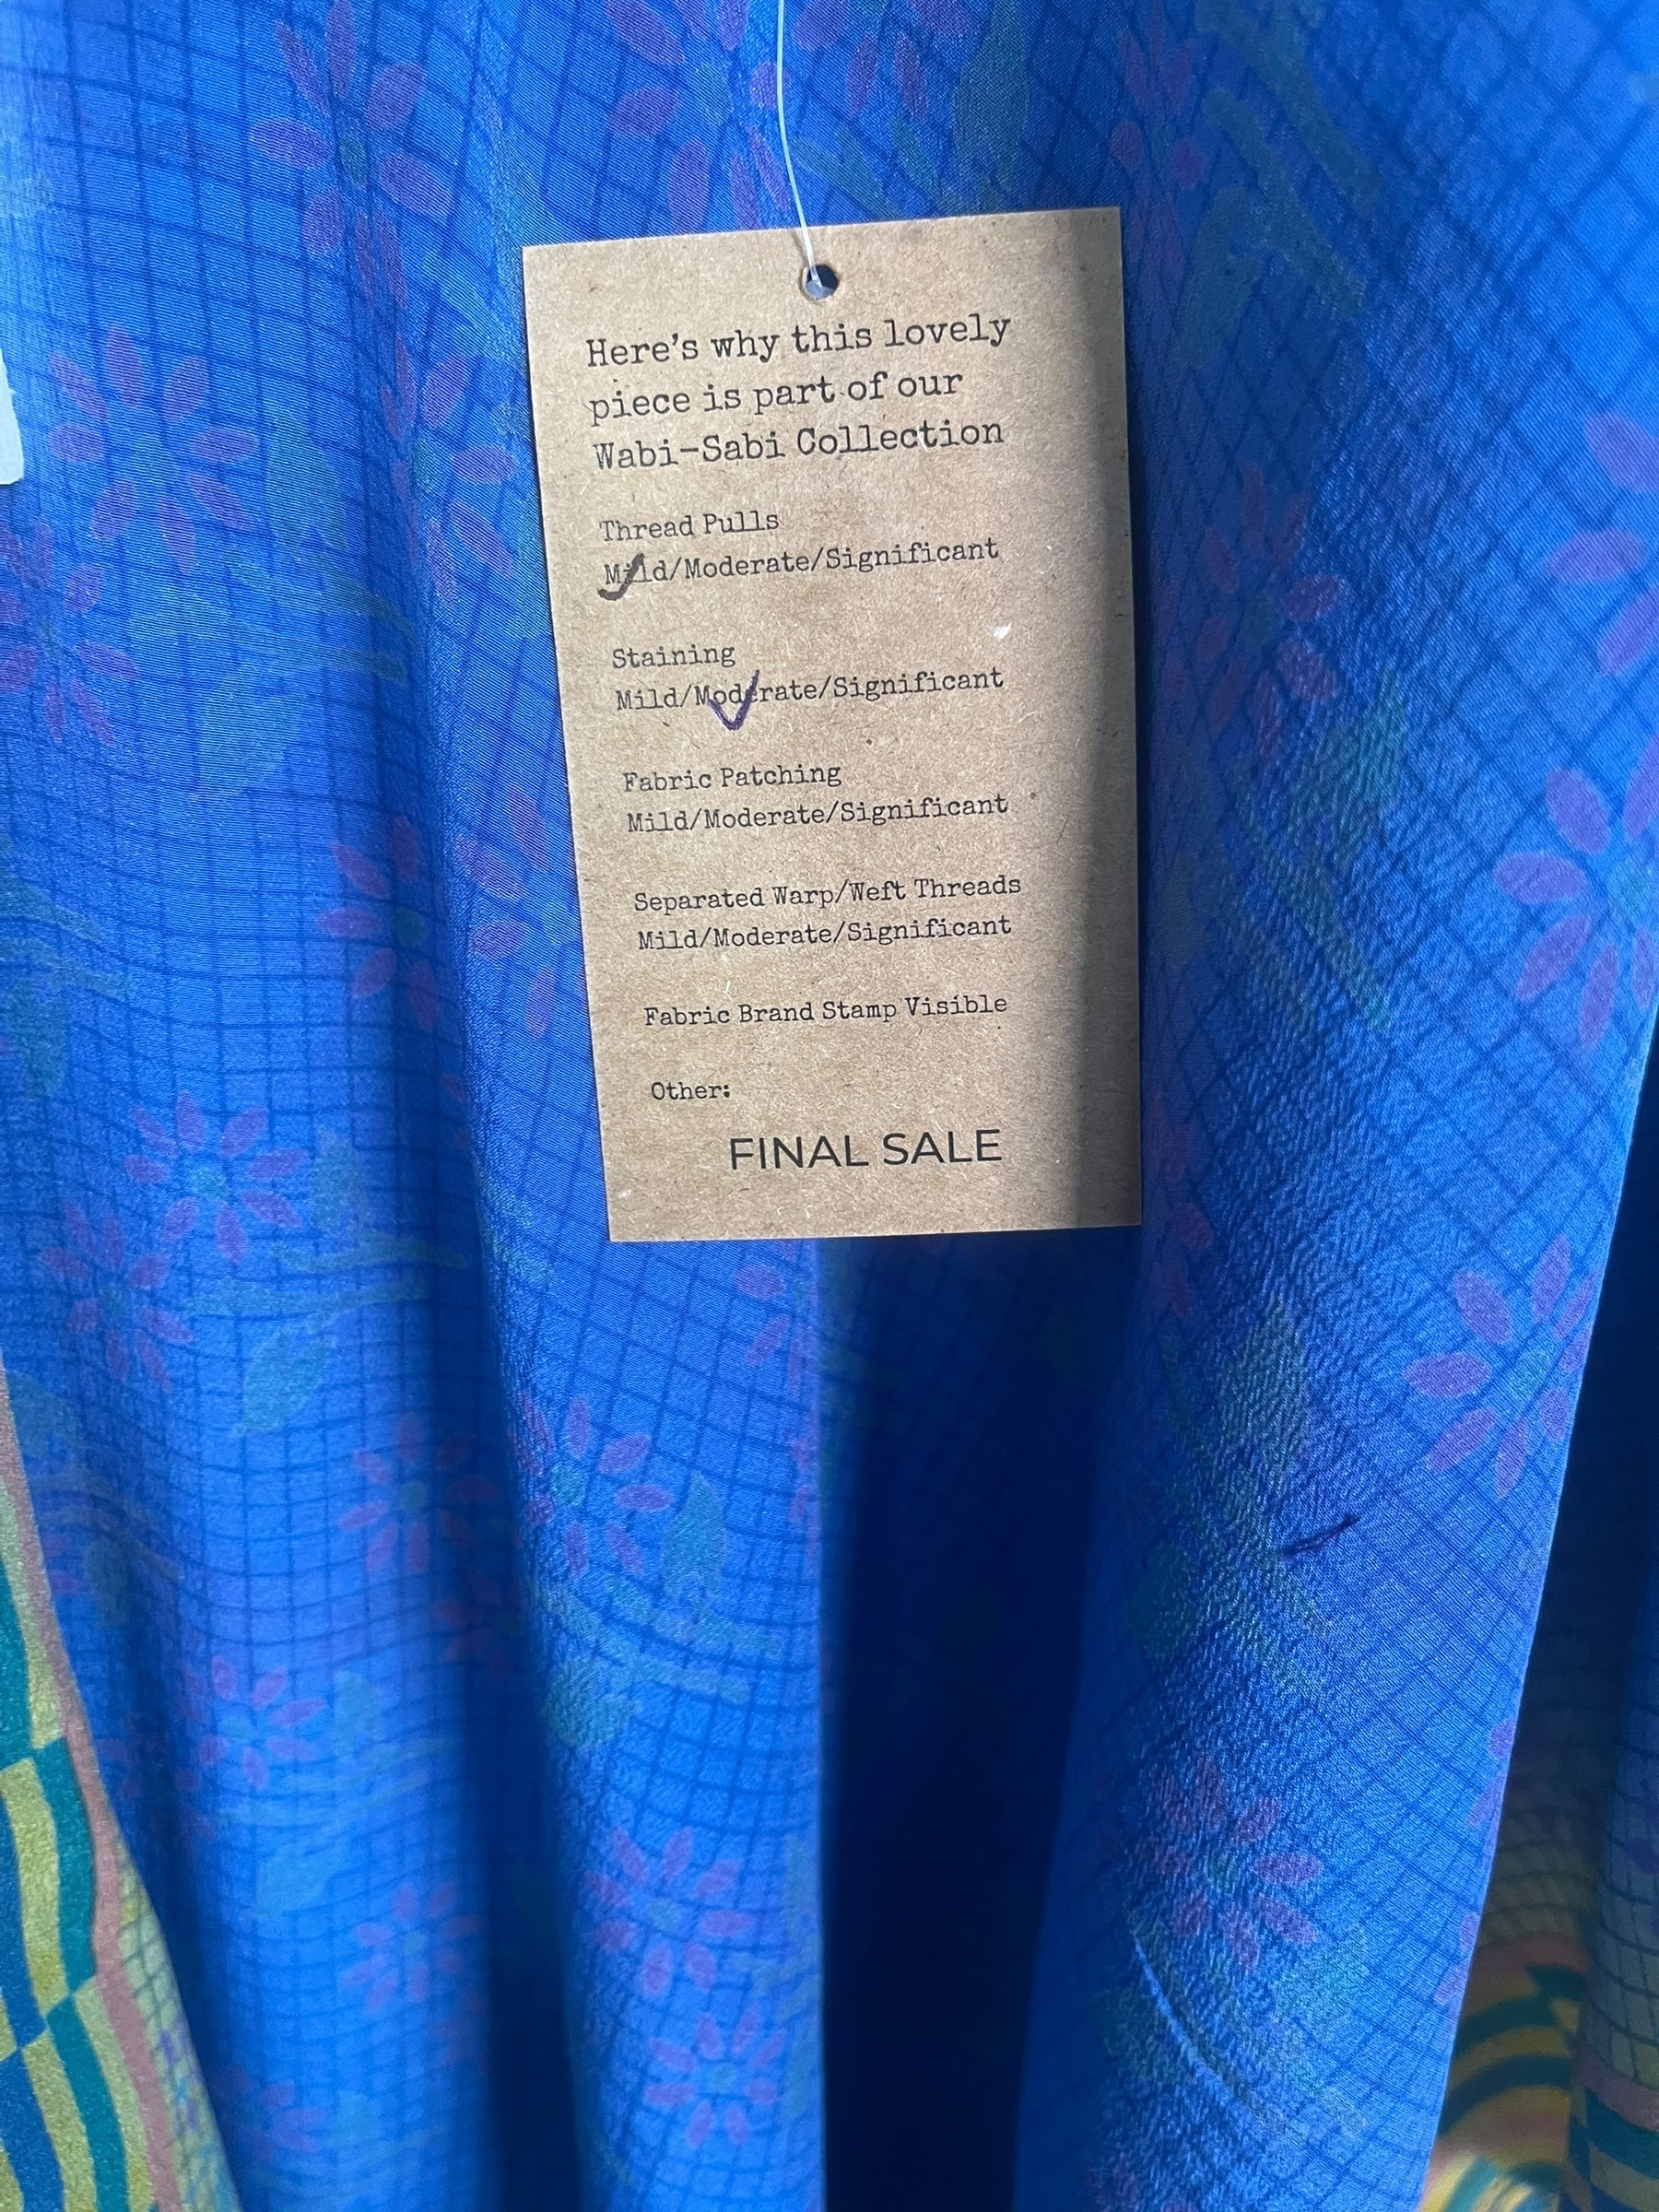 Here's why this lovely
piece is part of our
Wabi-Sabi Collection
Thread Pulls
Mild/Moderate/Significant
Staining
Mild/Moderate/Significant
Fabric Patching
Mild/Moderate/Significant
Separated Warp/Weft Threads
Mild/Moderate/Significant
Fabric Brand Stamp Visible
Other:
FINAL SALE